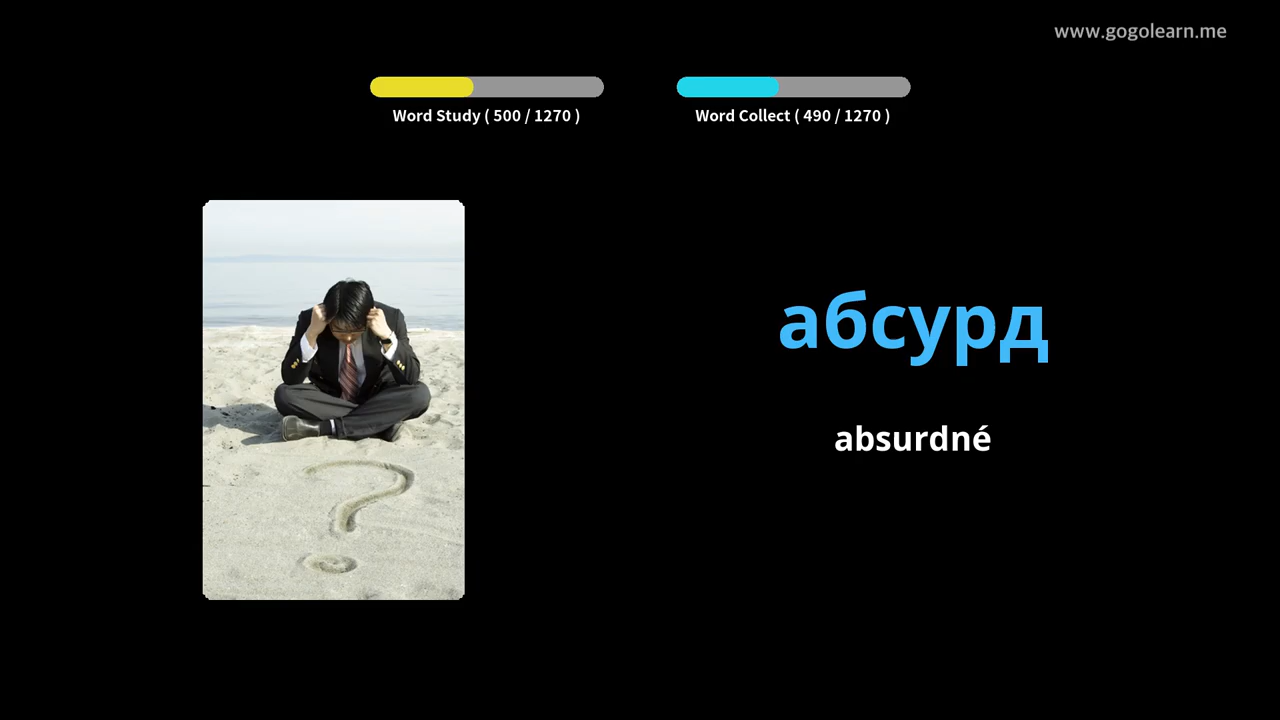 www.gogolearn.me
Word Study ( 500 / 1270 )
Word Collect ( 490 / 1270 )
абсурд
absurdné
?